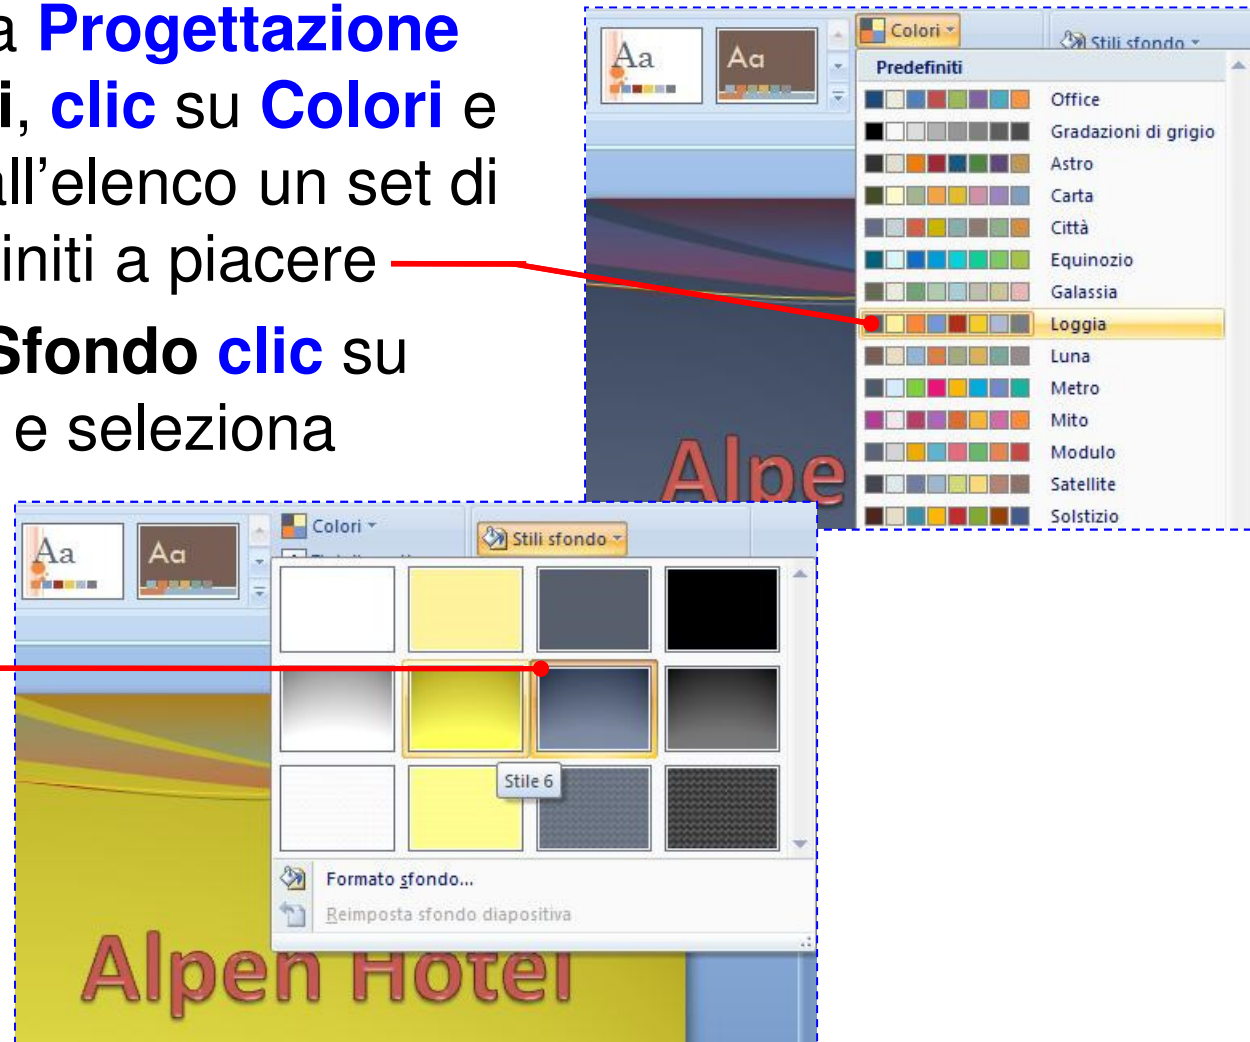 a Progettazione
i, clic su Colori e
all'elenco un set di
initi a piacere
Sfondo clic su
e seleziona
Aa
Aa
Colori
Stili sfondo
Predefiniti
Office
Gradazioni di grigio
Astro
Carta
Città
Equinozio
Galassia
Loggia
Luna
Metro
Mito
Modulo
Satellite
Solstizio
Alpe
Aa
Aa
Colori
Stili sfondo
Stile 6
Formato sfondo...
Reimposta sfondo diapositiva
Alpen Hotel